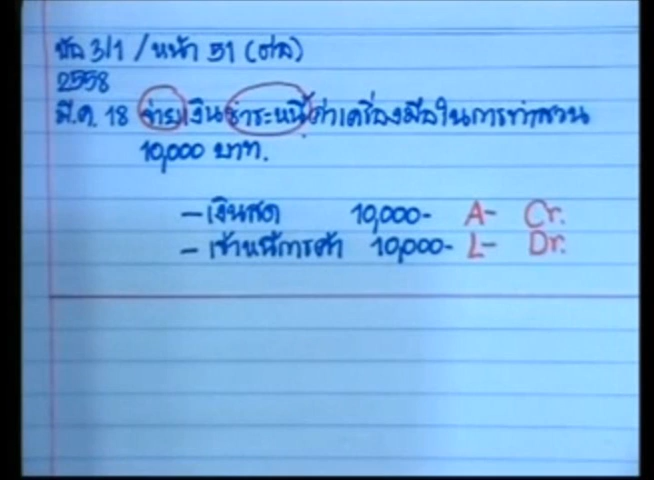 ข้อ 3/1 / หน้า 51 (ต่อ)
2558
มี.ค. 18 จ่ายเงินชำระหนี้ค่าเครื่องมือในการทำสวน
10,000 บาท.
- เงินสด 10,000- A- Cr.
- เจ้าหนี้การค้า 10,000- L- Dr.